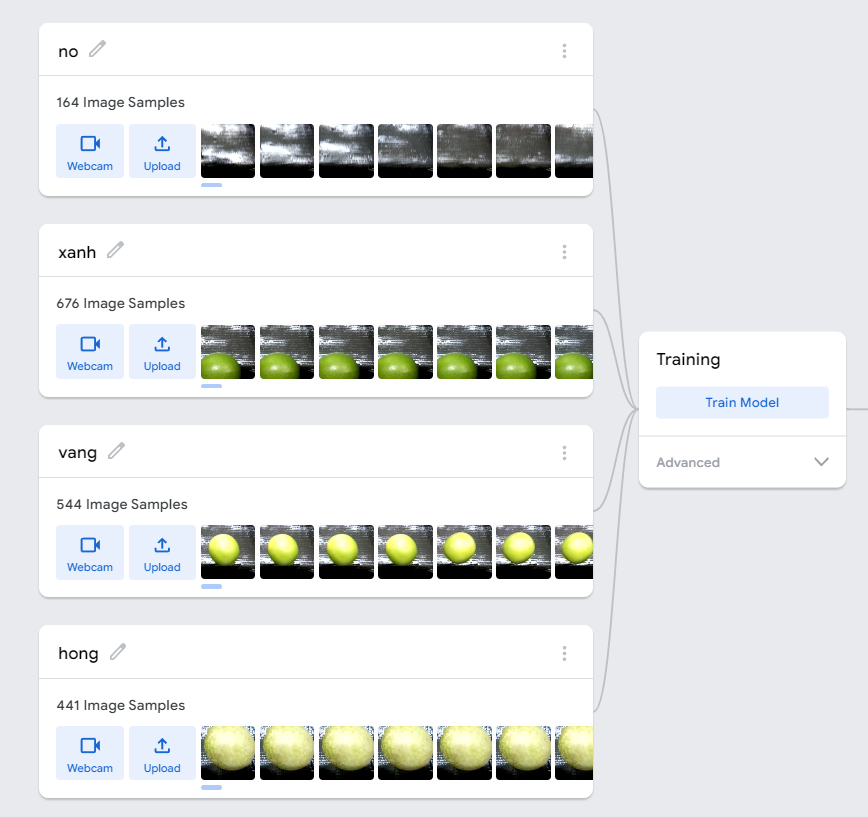 no
164 Image Samples
Webcam
Upload
xanh
676 Image Samples
Webcam
Upload
Training
Train Model
Advanced
vang
544 Image Samples
Webcam
Upload
hong
441 Image Samples
Webcam
Upload